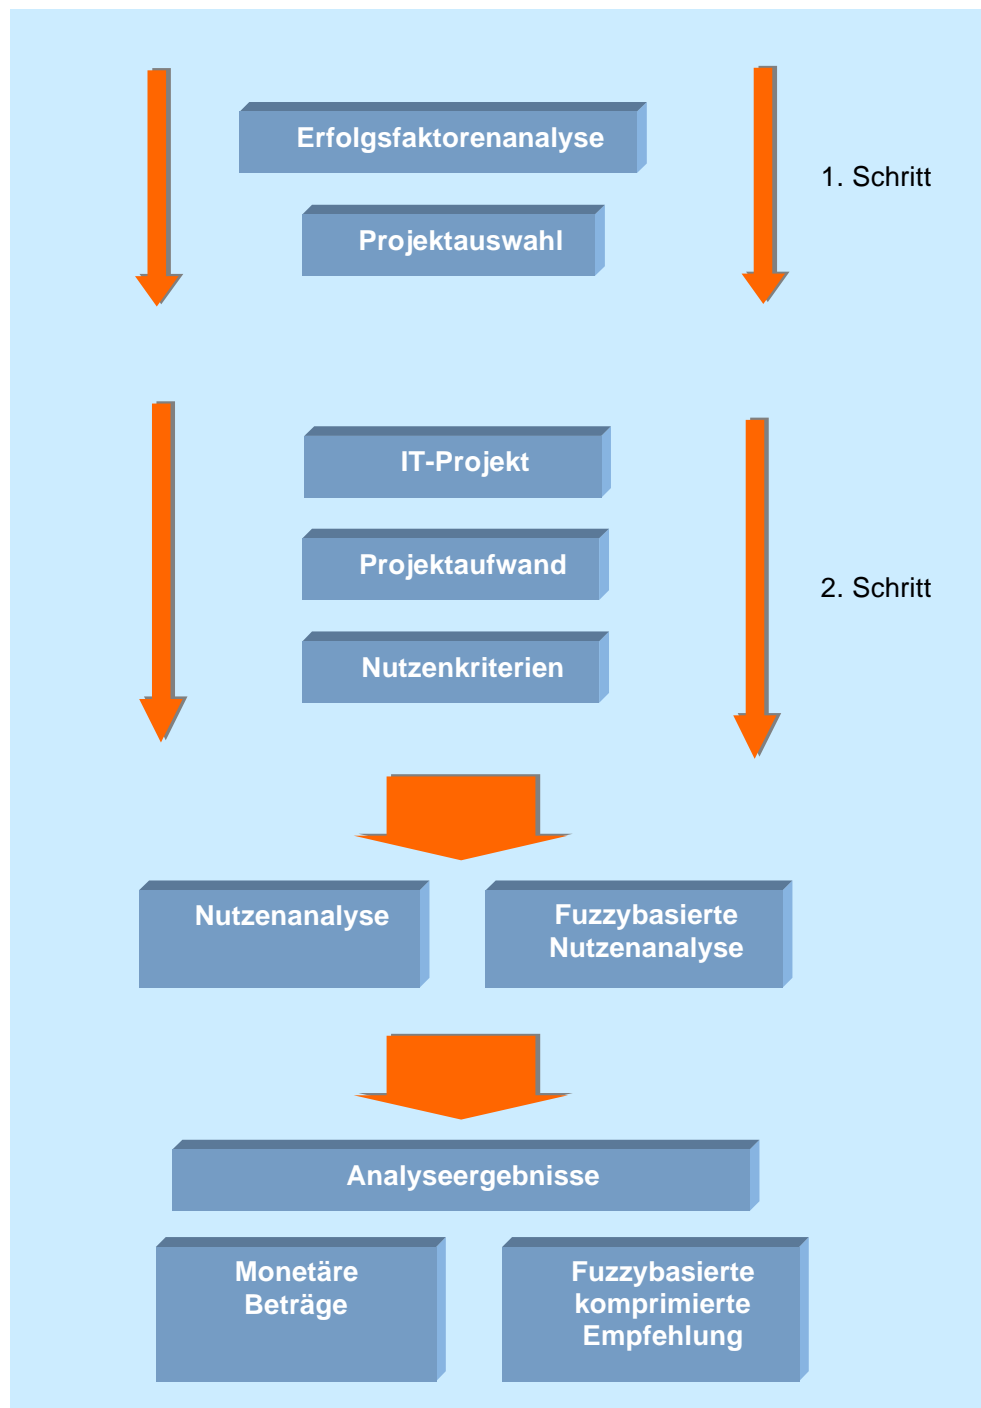 Erfolgsfaktorenanalyse
1. Schritt
Projektauswahl
IT-Projekt
Projektaufwand
2. Schritt
Nutzenkriterien
Nutzenanalyse
Fuzzybasierte
Nutzenanalyse
Analyseergebnisse
Monetäre
Beträge
Fuzzybasierte
komprimierte
Empfehlung